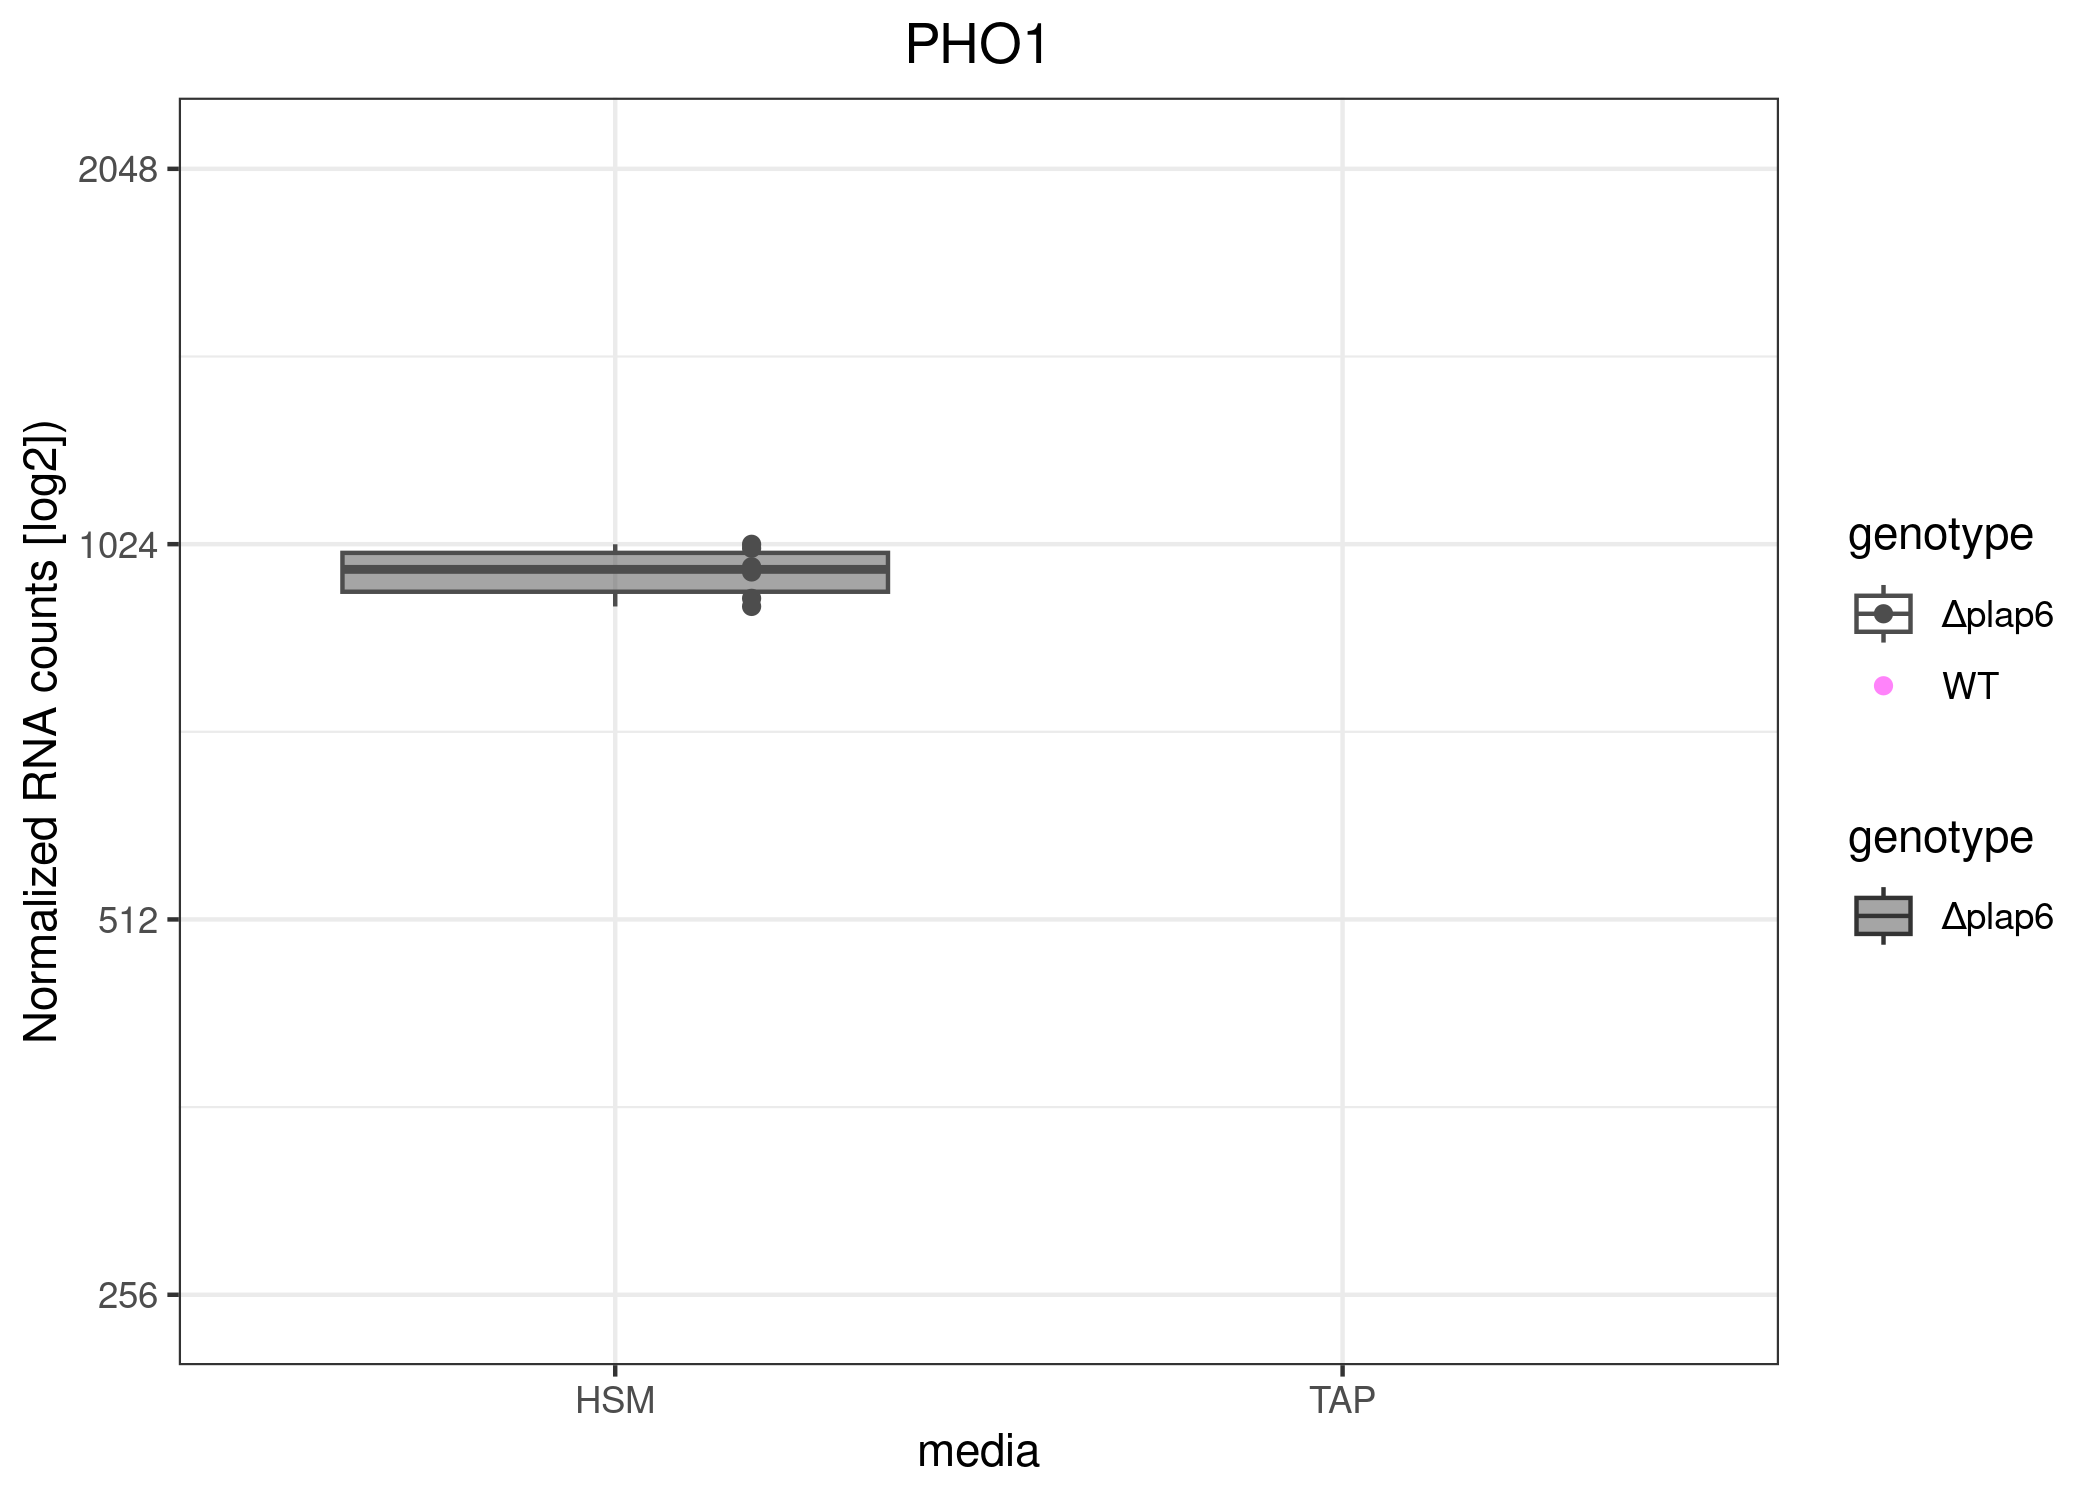 PHO1
Normalized RNA counts [log2])
2048
1024
512
256
HSM
TAP
media
genotype
Δplap6
WT
genotype
Δplap6